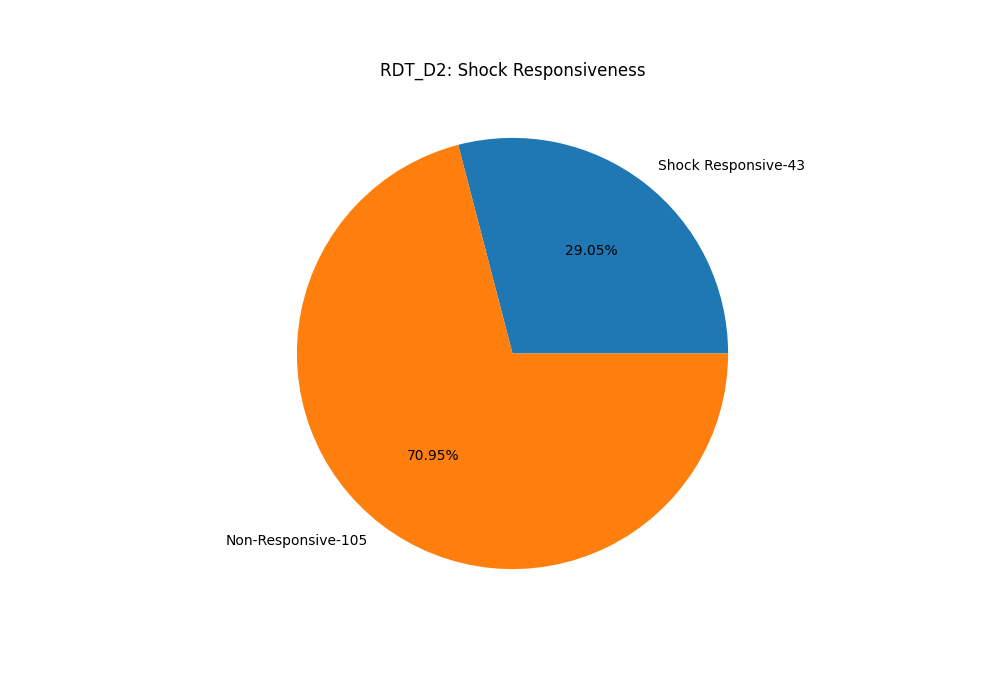 RDT_D2: Shock Responsiveness
Shock Responsive-43
29.05%
70.95%
Non-Responsive-105